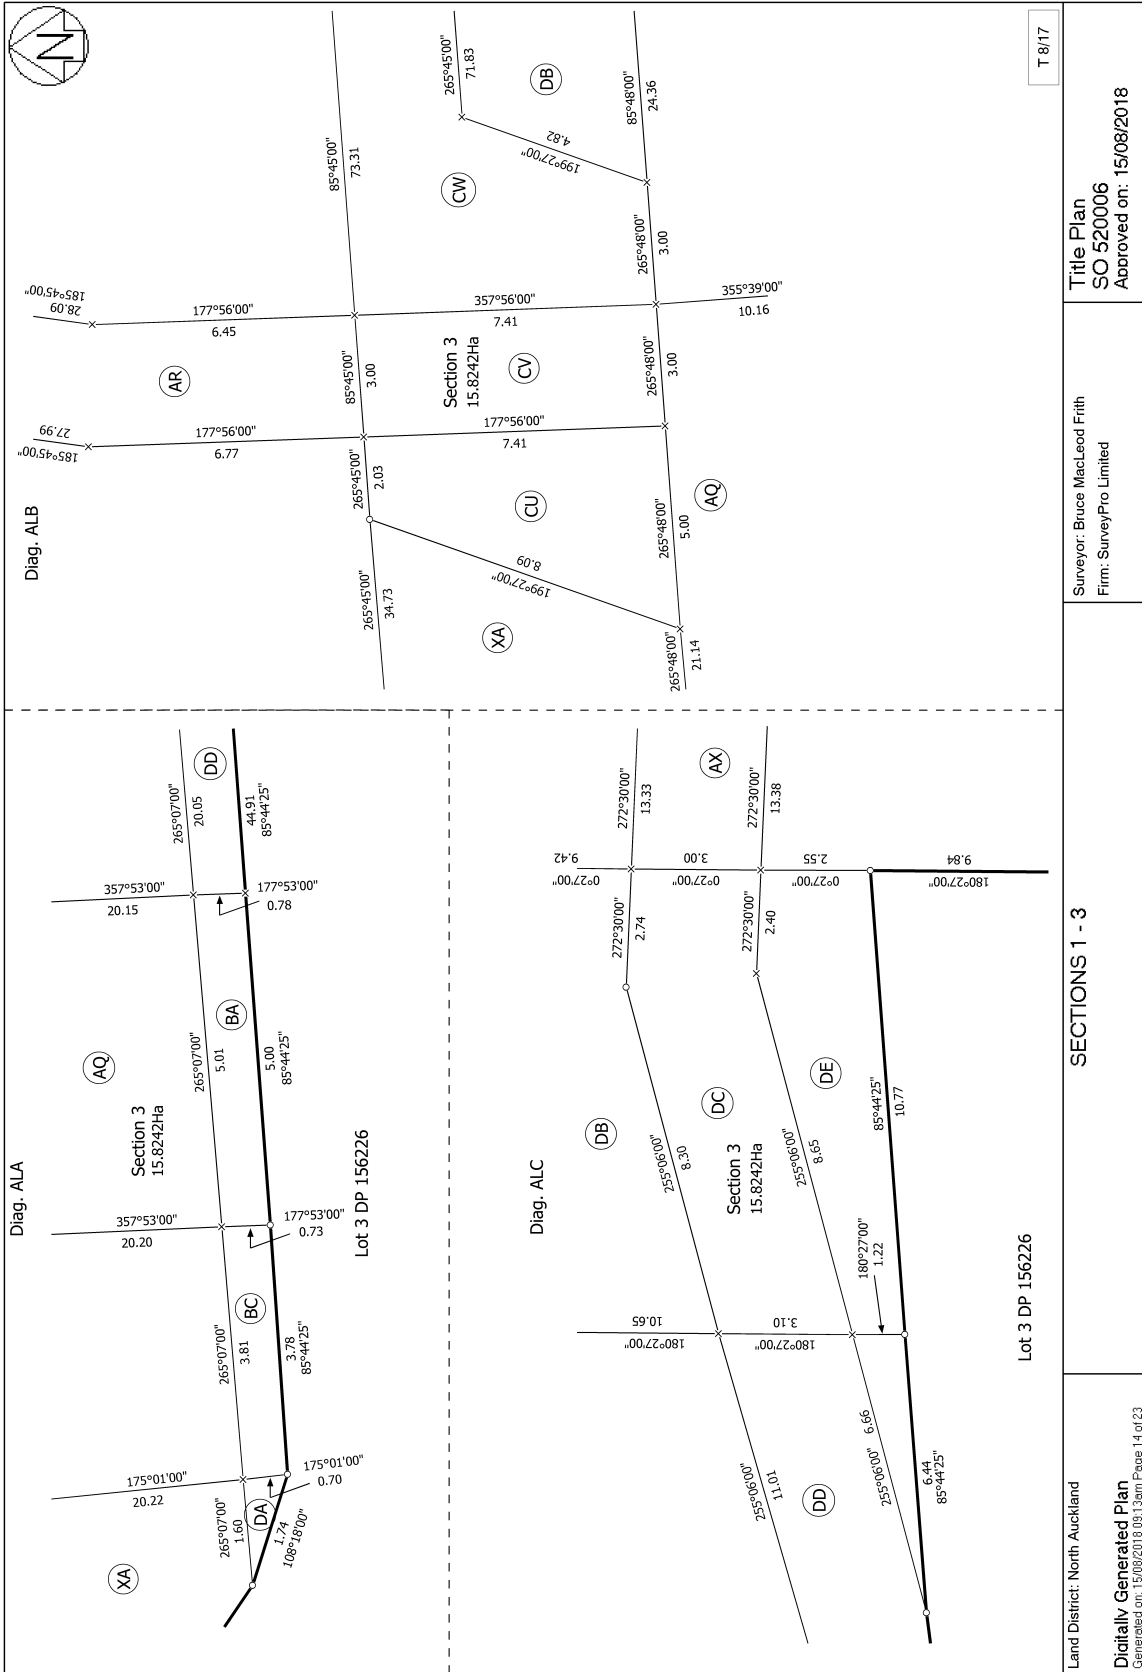 Diag. ALA
XA
175°01'00"
20.22
265°07'00"
1.60
DA
1.74
108°18'00"
175°01'00"
0.70
265°07'00"
3.81
BC
3.78
85°44'25"
357°53'00"
20.20
177°53'00"
0.73
AQ
Section 3
15.8242Ha
265°07'00"
5.01
BA
5.00
85°44'25"
357°53'00"
20.15
177°53'00"
0.78
265°07'00"
20.05
DD
44.91
85°44'25"
Lot 3 DP 156226
Diag. ALB
N
185°45'00"
27.99
185°45'00"
28.09
AR
177°56'00"
6.77
177°56'00"
6.45
265°45'00"
34.73
265°45'00"
2.03
85°45'00"
3.00
85°45'00"
73.31
265°45'00"
71.83
XA
199°27'00"
8.09
CU
177°56'00"
7.41
Section 3
15.8242Ha
CV
357°56'00"
7.41
CW
199°27'00"
4.82
DB
265°48'00"
21.14
265°48'00"
5.00
AQ
265°48'00"
3.00
265°48'00"
3.00
85°48'00"
24.36
355°39'00"
10.16
Diag. ALC
DB
180°27'00"
10.65
255°06'00"
8.30
272°30'00"
2.74
0°27'00"
9.42
272°30'00"
13.33
AX
0°27'00"
3.00
DC
Section 3
15.8242Ha
180°27'00"
3.10
255°06'00"
11.01
DD
255°06'00"
8.65
272°30'00"
2.40
272°30'00"
13.38
0°27'00"
2.55
DE
180°27'00"
1.22
255°06'00"
6.66
6.44
85°44'25"
85°44'25"
10.77
180°27'00"
9.84
Lot 3 DP 156226
T 8/17
Land District: North Auckland
Digitally Generated Plan
Generated on: 15/08/2018 09:13am Page 14 of 23
SECTIONS 1 - 3
Surveyor: Bruce MacLeod Frith
Firm: SurveyPro Limited
Title Plan
SO 520006
Approved on: 15/08/2018